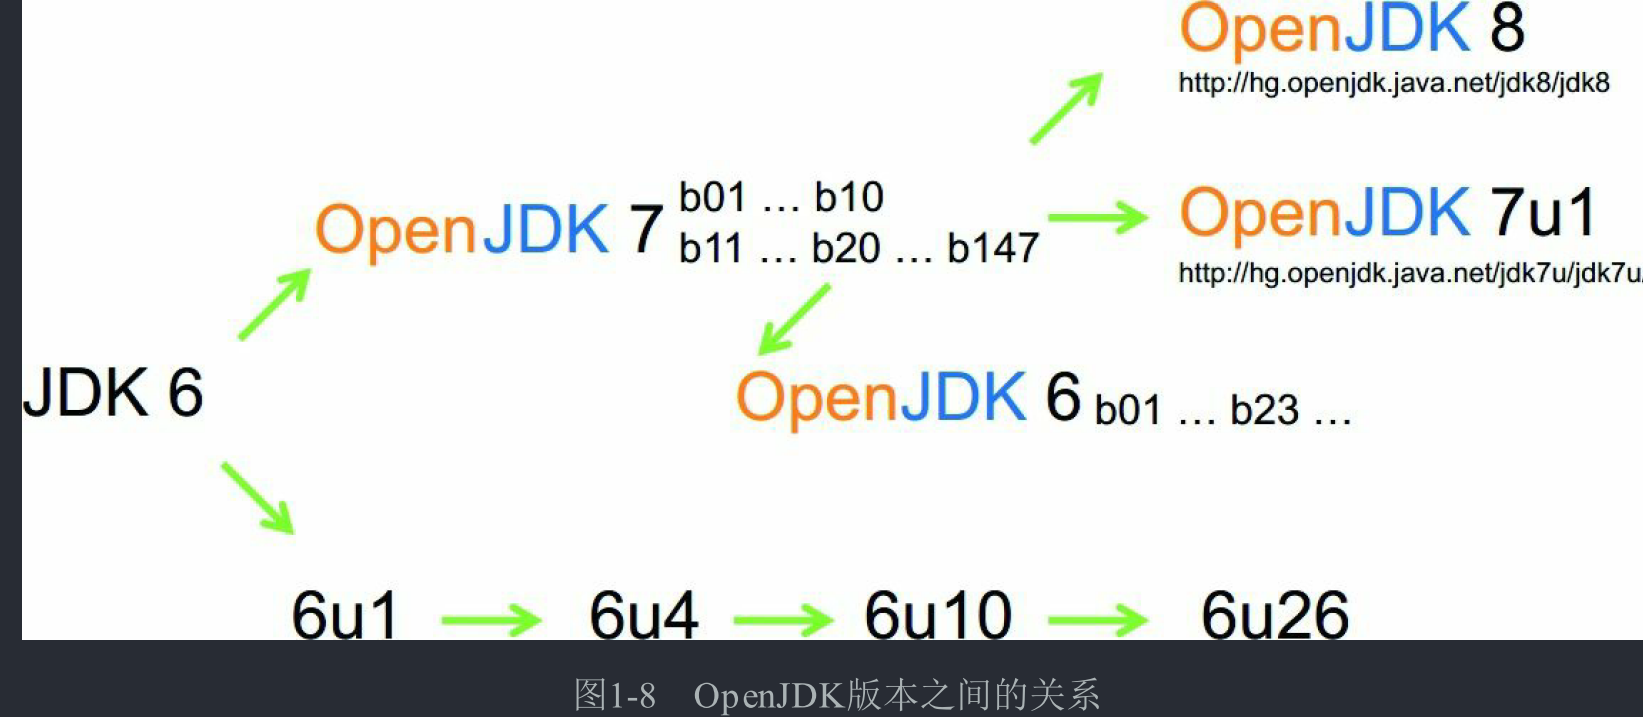 OpenJDK 8
http://hg.openjdk.java.net/jdk8/jdk8
OpenJDK 7
b01 … b10
b11 … b20 … b147
OpenJDK 7u1
http://hg.openjdk.java.net/jdk7u/jdk7u
JDK 6
OpenJDK 6 b01 … b23 …
6u1
6u4
6u10
6u26
图1-8 OpenJDK版本之间的关系